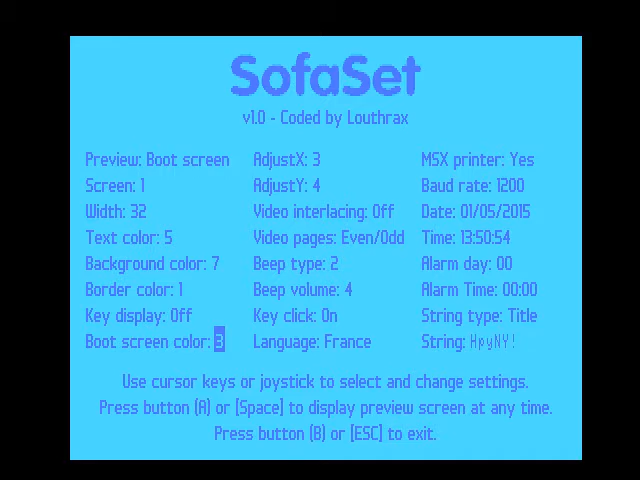 SofaSet
v1.0 - Coded by Louthrax
Preview: Boot screen AdjustX: 3 MSX printer: Yes
Screen: 1 AdjustY: 4 Baud rate: 1200
Width: 32 Video interlacing: Off Date: 01/05/2015
Text color: 5 Video pages: Even/Odd Time: 13:50:54
Background color: 7 Beep type: 2 Alarm day: 00
Border color: 1 Beep volume: 4 Alarm Time: 00:00
Key display: Off Key click: On String type: Title
Boot screen color: 3 Language: France String: HpyNY!
Use cursor keys or joystick to select and change settings.
Press button (A) or [Space] to display preview screen at any time.
Press button (B) or [ESC] to exit.